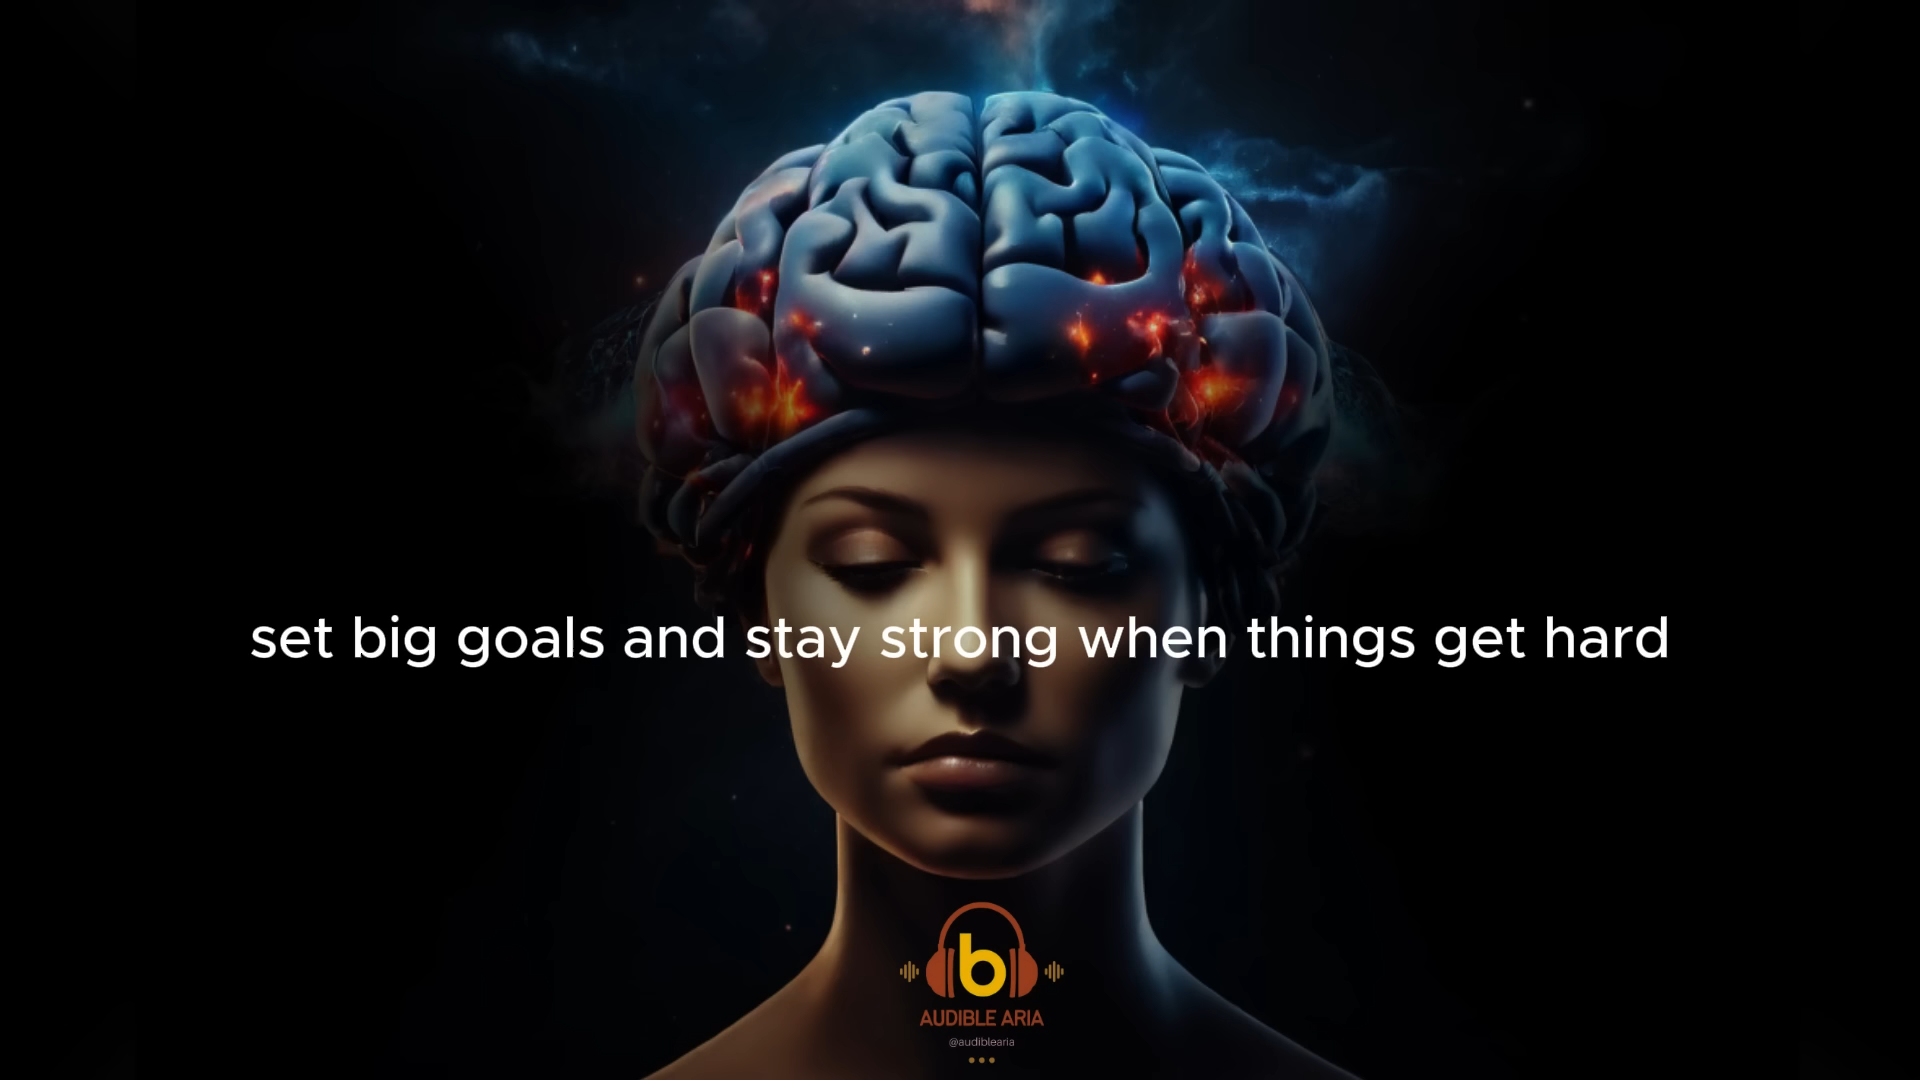 set big goals and stay strong when things get hard
b
AUDIBLE ARIA
@audiblearia